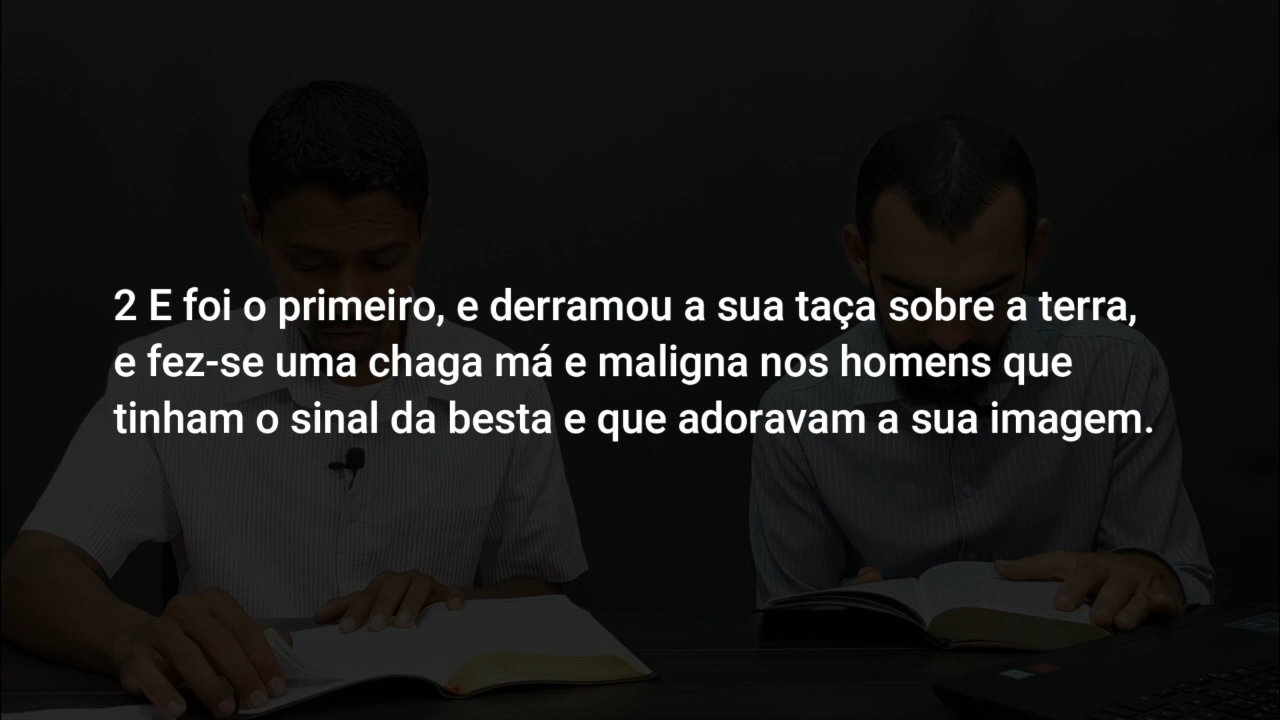 2 E foi o primeiro, e derramou a sua taça sobre a terra,
e fez-se uma chaga má e maligna nos homens que
tinham o sinal da besta e que adoravam a sua imagem.